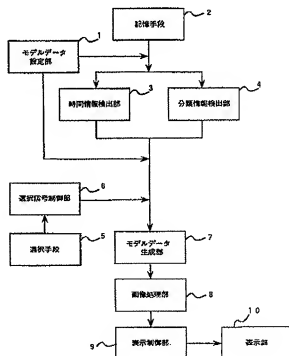 記憶手段
2
モデルデータ
設定部
1
時間情報検出部
3
分類情報検出部
4
選択信号制御部
6
選択手段
5
モデルデータ
生成部
7
画像処理部
8
表示制御部
9
表示部
10